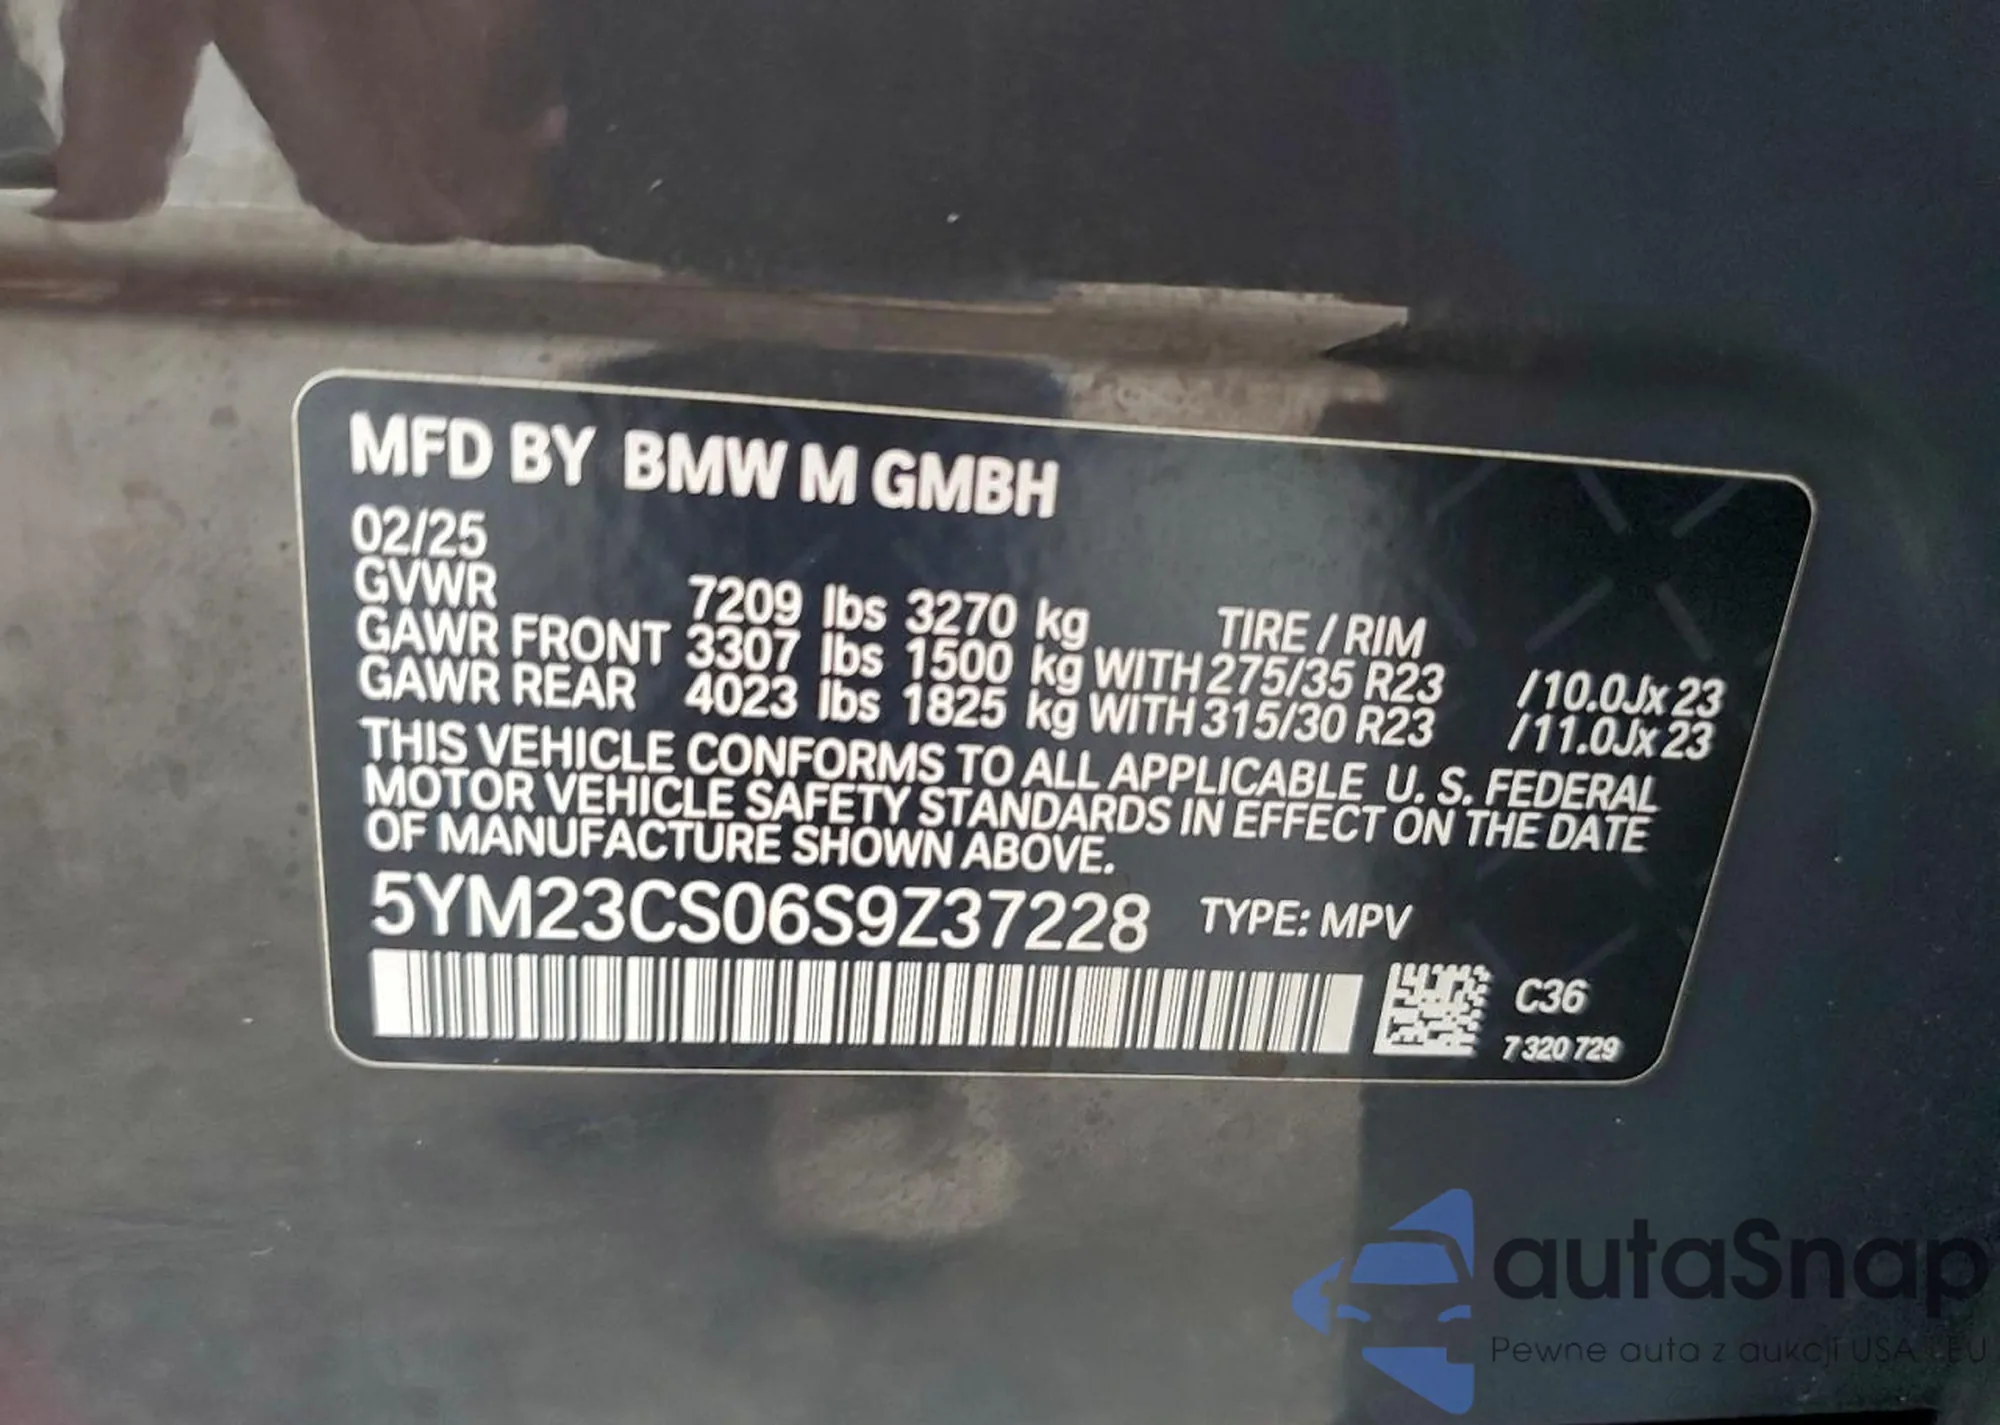 MFD BY BMW M GMBH
02/25
GVWR 7209 lbs 3270 kg TIRE / RIM
GAWR FRONT 3307 lbs 1500 kg WITH 275/35 R23 /10.0Jx23
GAWR REAR 4023 lbs 1825 kg WITH 315/30 R23 /11.0Jx23
THIS VEHICLE CONFORMS TO ALL APPLICABLE U. S. FEDERAL
MOTOR VEHICLE SAFETY STANDARDS IN EFFECT ON THE DATE
OF MANUFACTURE SHOWN ABOVE.
5YM23CS06S9Z37228 TYPE: MPV
C36
7 320 729
autaSnap
Pewne auta z aukcji USA i EU